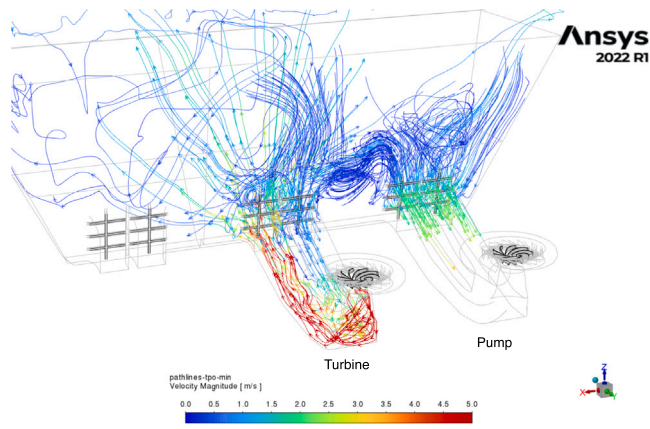 Ansys
2022 R1
Turbine
Pump
pathlines-tpo-min
Velocity Magnitude [ m/s ]
0.0 0.5 1.0 1.5 2.0 2.5 3.0 3.5 4.0 4.5 5.0
Z
X
Y